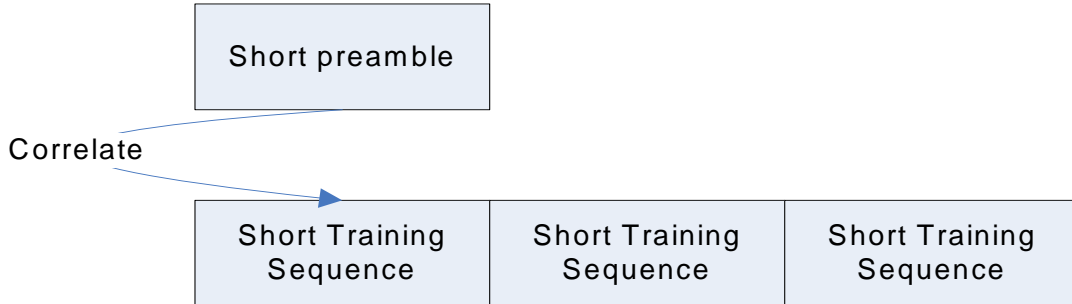 Short preamble
Correlate
Short Training
Sequence
Short Training
Sequence
Short Training
Sequence